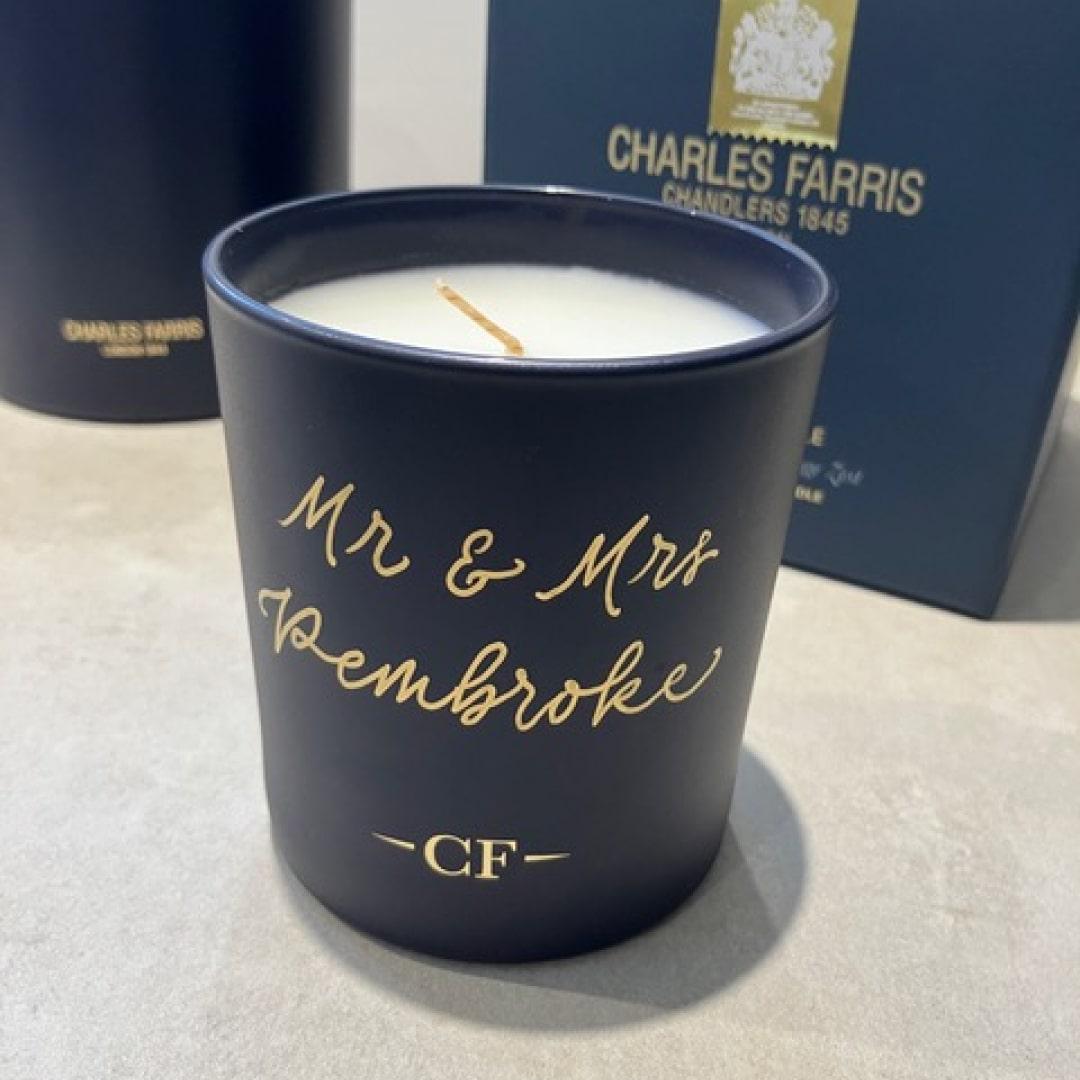 CHARLES FARRIS
CHANDLERS 1845
CHARLES FARRIS
Mr & Mrs
Pembroke
-CF-